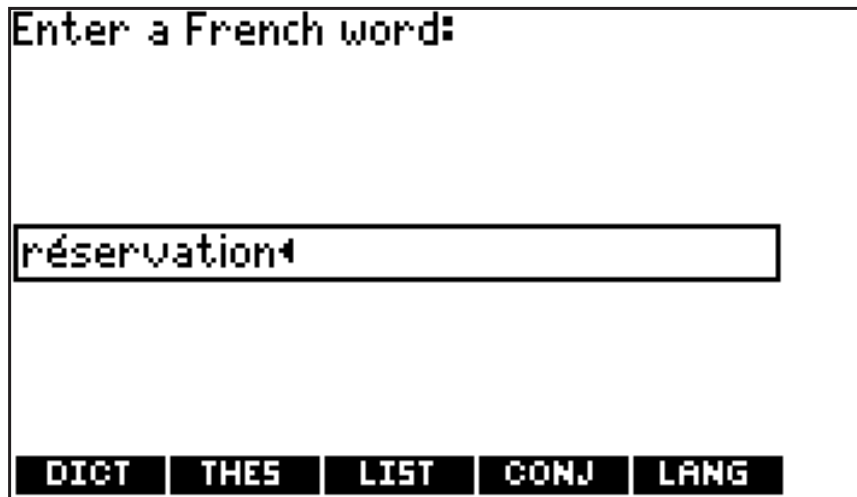 Enter a French word:
réservation
DICT THES LIST CONJ LANG